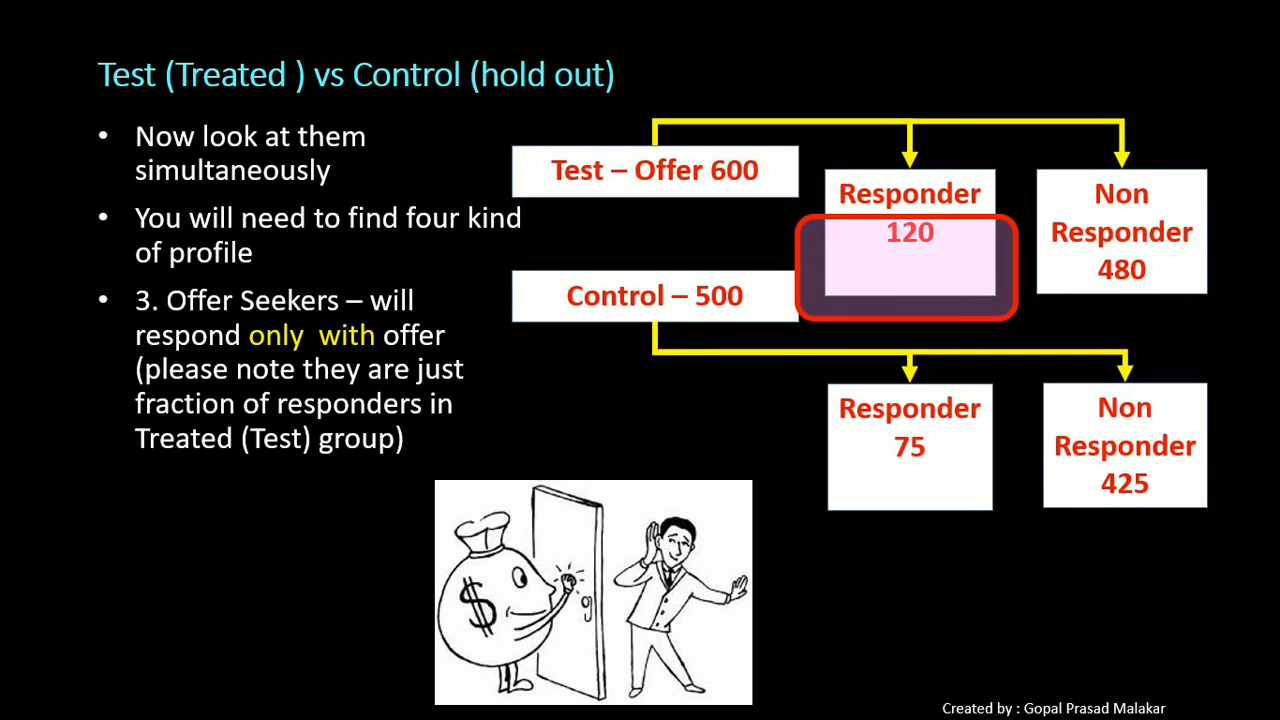 Test (Treated ) vs Control (hold out)
• Now look at them
simultaneously
• You will need to find four kind
of profile
• 3. Offer Seekers – will
respond only with offer
(please note they are just
fraction of responders in
Treated (Test) group)
Test – Offer 600
Responder
120
Non
Responder
480
Control – 500
Responder
75
Non
Responder
425
$
Created by : Gopal Prasad Malakar